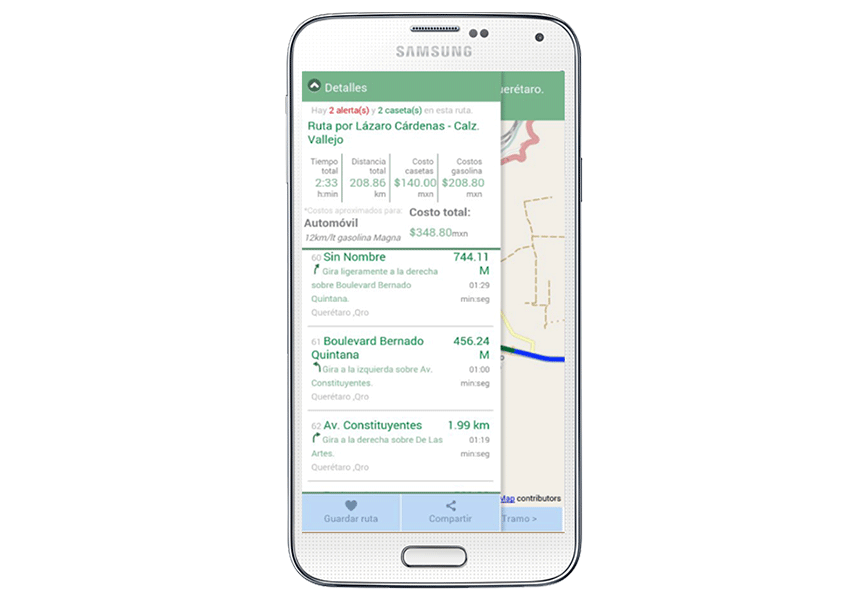 SAMSUNG
Detalles
erétaro.
Hay 2 alerta(s) y 2 caseta(s) en esta ruta.
Ruta por Lázaro Cárdenas - Calz.
Vallejo
Tiempo total
Distancia total
Costo casetas
Costos gasolina
2:33
208.86
$140.00
$208.80
h:min
km
mxn
mxn
*Costos aproximados para:
Costo total:
Automóvil
$348.80mxn
12km/lt gasolina Magna
60 Sin Nombre
744.11 M
Gira ligeramente a la derecha
sobre Boulevard Bernado
01:29
Quintana.
min:seg
Querétaro ,Qro
61 Boulevard Bernado
456.24
Quintana
M
Gira a la izquierda sobre Av.
01:00
Constituyentes.
min:seg
Querétaro ,Qro
62 Av. Constituyentes
1.99 km
Gira a la derecha sobre De Las
01:19
Artes.
min:seg
Querétaro ,Qro
Map contributors
Guardar ruta
Compartir
Tramo >